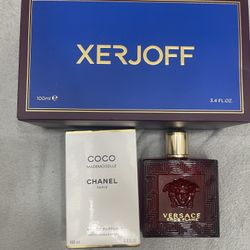 XERJOFF
100ml e
3.4 FL.OZ.
COCO
MADEMOISELLE
CHANEL
PARIS
VERSACE
EROS FLAME